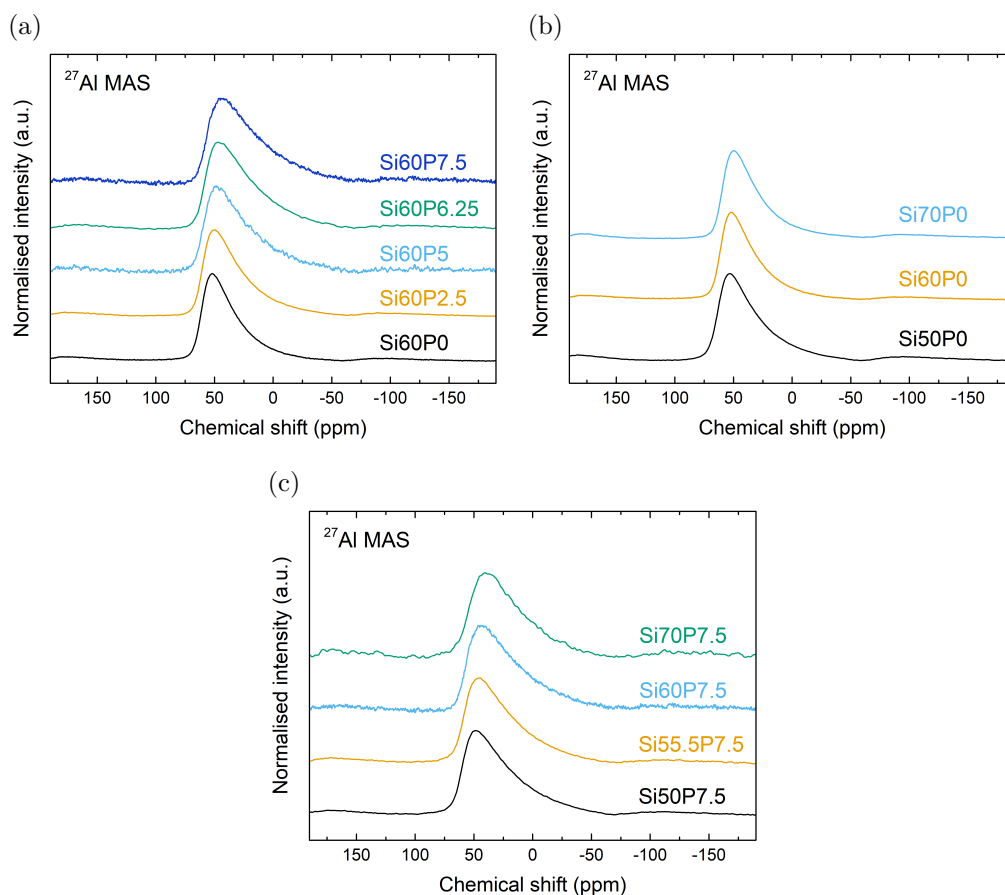 (a)
²⁷Al MAS
Normalised intensity (a.u.)
Si60P7.5
Si60P6.25
Si60P5
Si60P2.5
Si60P0
150 100 50 0 -50 -100 -150
Chemical shift (ppm)
(b)
²⁷Al MAS
Normalised intensity (a.u.)
Si70P0
Si60P0
Si50P0
150 100 50 0 -50 -100 -150
Chemical shift (ppm)
(c)
²⁷Al MAS
Normalised intensity (a.u.)
Si70P7.5
Si60P7.5
Si55.5P7.5
Si50P7.5
150 100 50 0 -50 -100 -150
Chemical shift (ppm)